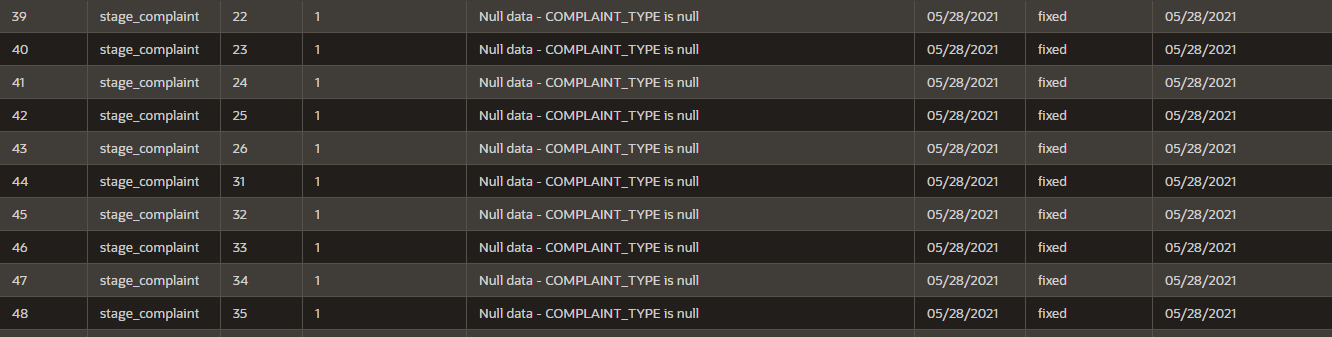 39 stage_complaint 22 1 Null data - COMPLAINT_TYPE is null 05/28/2021 fixed 05/28/2021
40 stage_complaint 23 1 Null data - COMPLAINT_TYPE is null 05/28/2021 fixed 05/28/2021
41 stage_complaint 24 1 Null data - COMPLAINT_TYPE is null 05/28/2021 fixed 05/28/2021
42 stage_complaint 25 1 Null data - COMPLAINT_TYPE is null 05/28/2021 fixed 05/28/2021
43 stage_complaint 26 1 Null data - COMPLAINT_TYPE is null 05/28/2021 fixed 05/28/2021
44 stage_complaint 31 1 Null data - COMPLAINT_TYPE is null 05/28/2021 fixed 05/28/2021
45 stage_complaint 32 1 Null data - COMPLAINT_TYPE is null 05/28/2021 fixed 05/28/2021
46 stage_complaint 33 1 Null data - COMPLAINT_TYPE is null 05/28/2021 fixed 05/28/2021
47 stage_complaint 34 1 Null data - COMPLAINT_TYPE is null 05/28/2021 fixed 05/28/2021
48 stage_complaint 35 1 Null data - COMPLAINT_TYPE is null 05/28/2021 fixed 05/28/2021